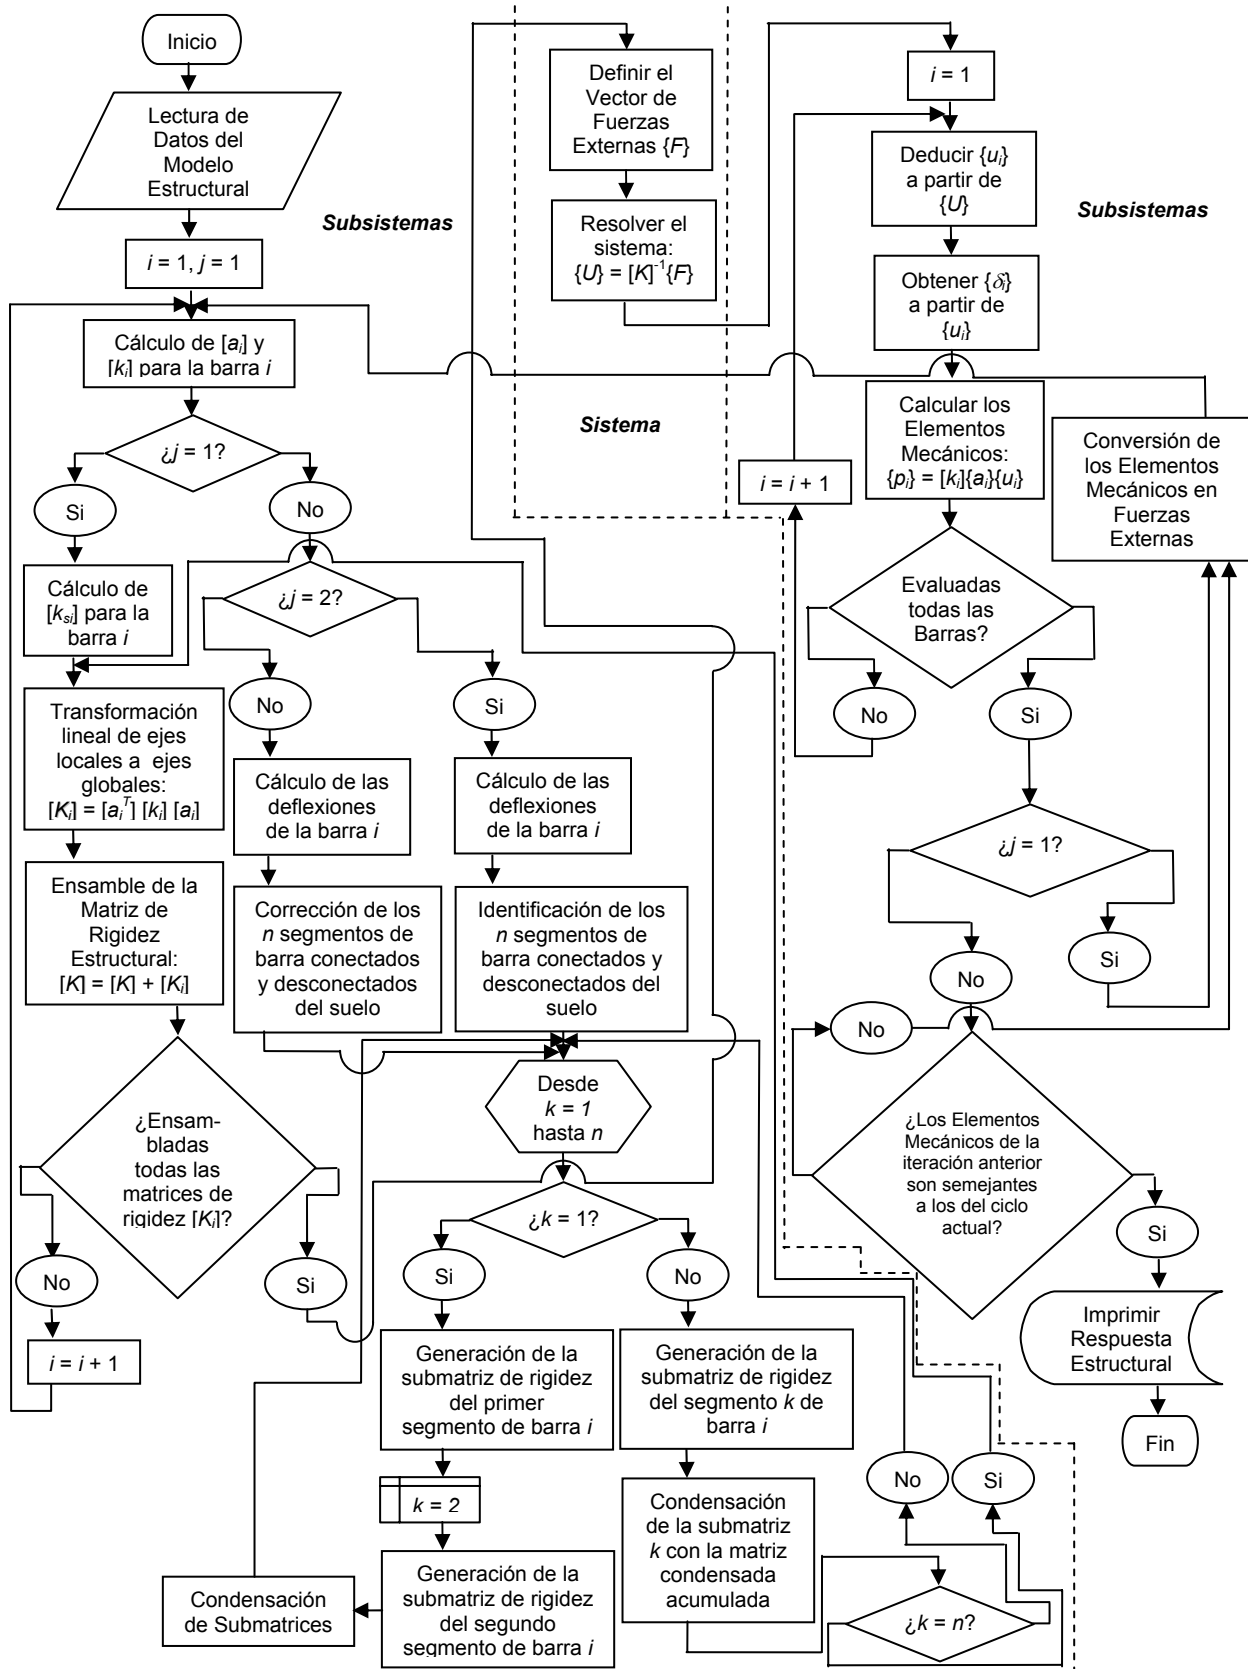 Inicio
Lectura de
Datos del
Modelo
Estructural
Subsistemas
i = 1, j = 1
Cálculo de [ai] y
[ki] para la barra i
¿j = 1?
Si
No
Cálculo de
[ksi] para la
barra i
¿j = 2?
No
Si
Transformación
lineal de ejes
locales a ejes
globales:
[Ki] = [aiT] [ki] [ai]
Cálculo de las
deflexiones
de la barra i
Cálculo de las
deflexiones
de la barra i
Ensamble de la
Matriz de
Rigidez
Estructural:
[K] = [K] + [Ki]
Corrección de los
n segmentos de
barra conectados
y desconectados
del suelo
Identificación de los
n segmentos de
barra conectados y
desconectados del
suelo
¿Ensam-
bladas
todas las
matrices de
rigidez [Ki]?
No
Si
i = i + 1
Desde
k = 1
hasta n
¿k = 1?
Si
No
Generación de la
submatriz de rigidez
del primer
segmento de barra i
k = 2
Generación de la
submatriz de rigidez
del segundo
segmento de barra i
Condensación
de Submatrices
Generación de la
submatriz de rigidez
del segmento k de
barra i
Condensación
de la submatriz
k con la matriz
condensada
acumulada
¿k = n?
No
Si
Definir el
Vector de
Fuerzas
Externas {F}
Resolver el
sistema:
{U} = [K]-1{F}
Sistema
i = 1
Deducir {ui}
a partir de
{U}
Subsistemas
Obtener {δi}
a partir de
{ui}
Calcular los
Elementos
Mecánicos:
{pi} = [ki]{ai}{ui}
i = i + 1
Conversión de
los Elementos
Mecánicos en
Fuerzas
Externas
Evaluadas
todas las
Barras?
No
Si
¿j = 1?
Si
No
No
¿Los Elementos
Mecánicos de la
iteración anterior
son semejantes
a los del ciclo
actual?
Si
Imprimir
Respuesta
Estructural
Fin